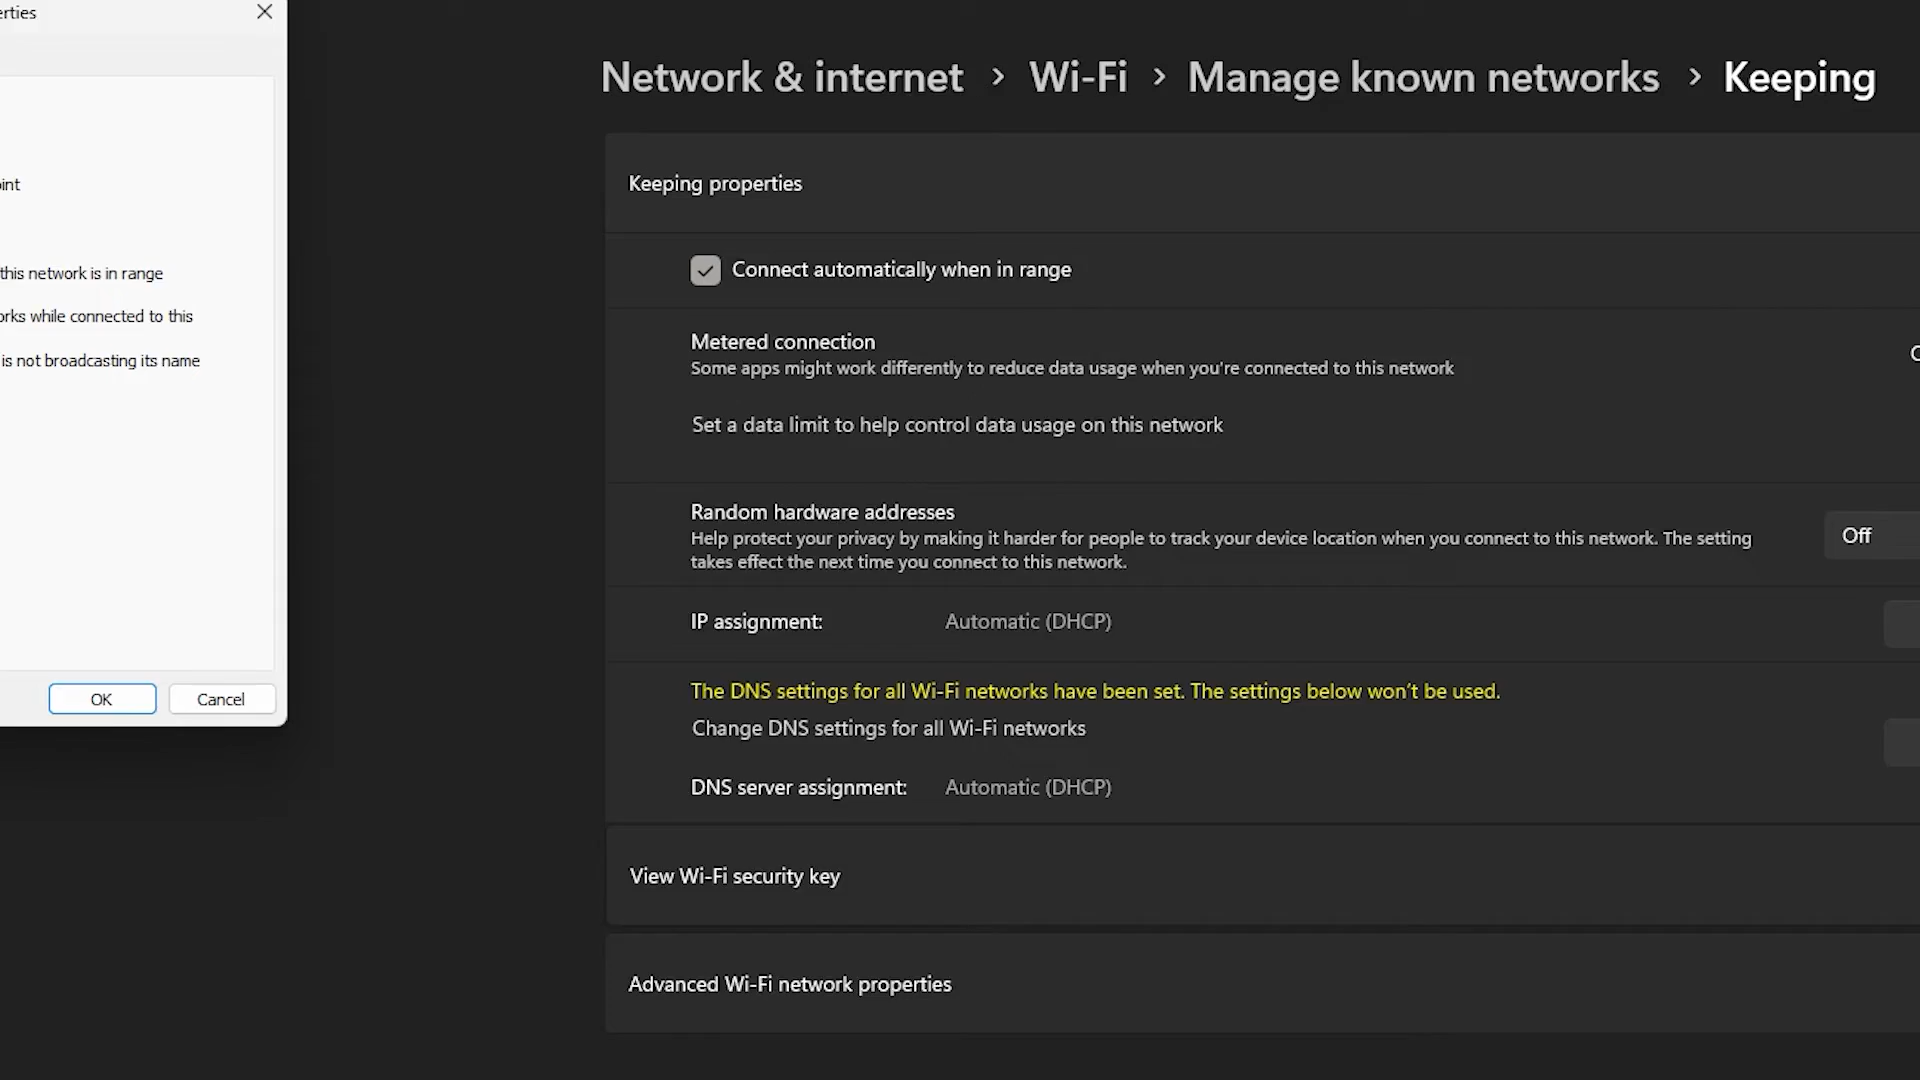 int
this network is in range
while connected to this
is not broadcasting its name
OK
Cancel
Network & internet > Wi-Fi > Manage known networks > Keeping
Keeping properties
Connect automatically when in range
Metered connection
Some apps might work differently to reduce data usage when you're connected to this network
Set a data limit to help control data usage on this network
Random hardware addresses
Help protect your privacy by making it harder for people to track your device location when you connect to this network. The setting
takes effect the next time you connect to this network.
Off
IP assignment: Automatic (DHCP)
The DNS settings for all Wi-Fi networks have been set. The settings below won't be used.
Change DNS settings for all Wi-Fi networks
DNS server assignment: Automatic (DHCP)
View Wi-Fi security key
Advanced Wi-Fi network properties